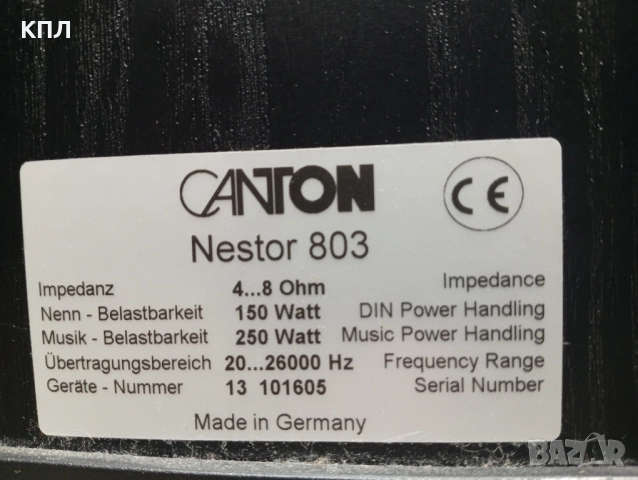 КПЛ
CANTON
CE
Nestor 803
Impedanz 4...8 Ohm Impedance
Nenn - Belastbarkeit 150 Watt DIN Power Handling
Musik - Belastbarkeit 250 Watt Music Power Handling
Übertragungsbereich 20...26000 Hz Frequency Range
Geräte - Nummer 13 101605 Serial Number
Made in Germany
BAZAR